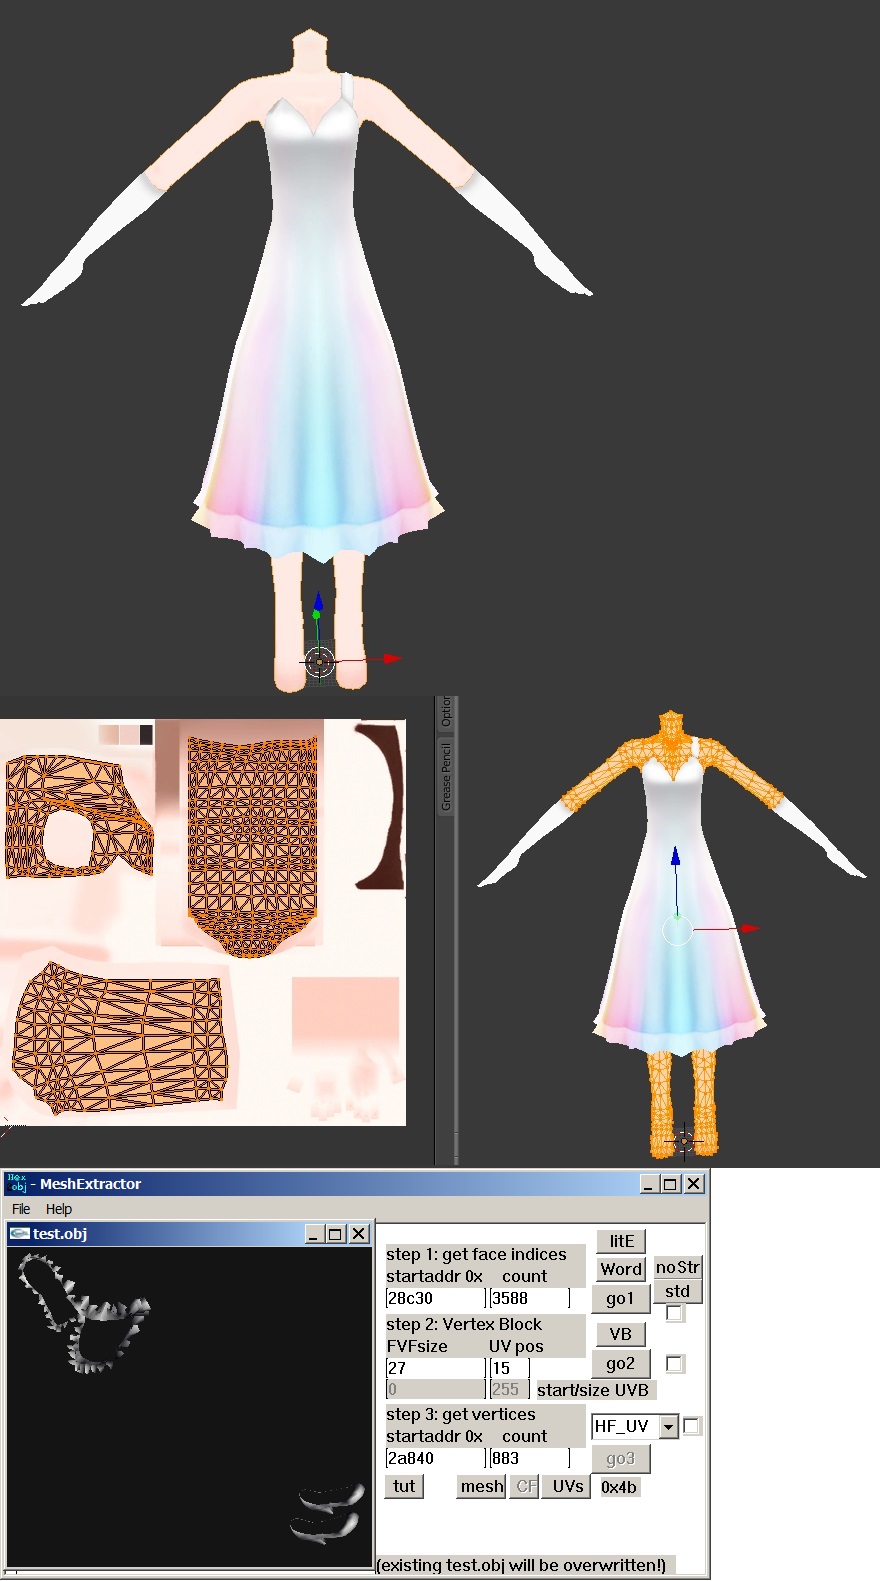 Option
Grease Pencil
Hex
obj
- MeshExtractor
File Help
test.obj
step 1: get face indices
startaddr 0x count
28c30 3588
litE
Word
noStr
std
go1
step 2: Vertex Block
FVFsize UV pos
27 15
0 255 start/size UVB
VB
go2
step 3: get vertices
startaddr 0x count
2a840 883
HF_UV
go3
tut mesh CF UVs 0x4b
(existing test.obj will be overwritten!)